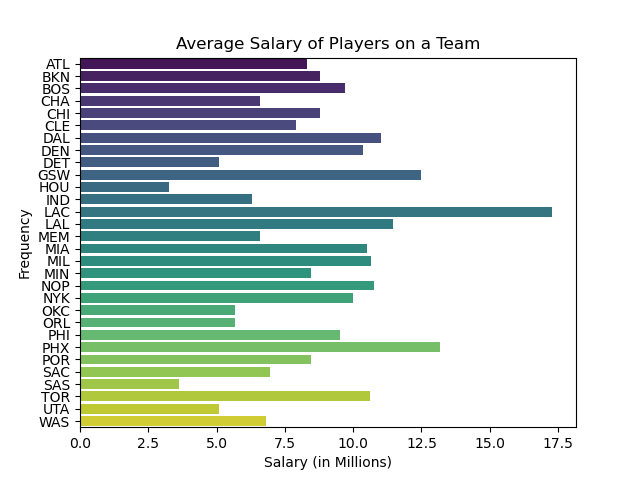 Average Salary of Players on a Team
ATL
BKN
BOS
CHA
CHI
CLE
DAL
DEN
DET
GSW
HOU
IND
LAC
LAL
MEM
MIA
MIL
MIN
NOP
NYK
OKC
ORL
PHI
PHX
POR
SAC
SAS
TOR
UTA
WAS
Frequency
0.0 2.5 5.0 7.5 10.0 12.5 15.0 17.5
Salary (in Millions)